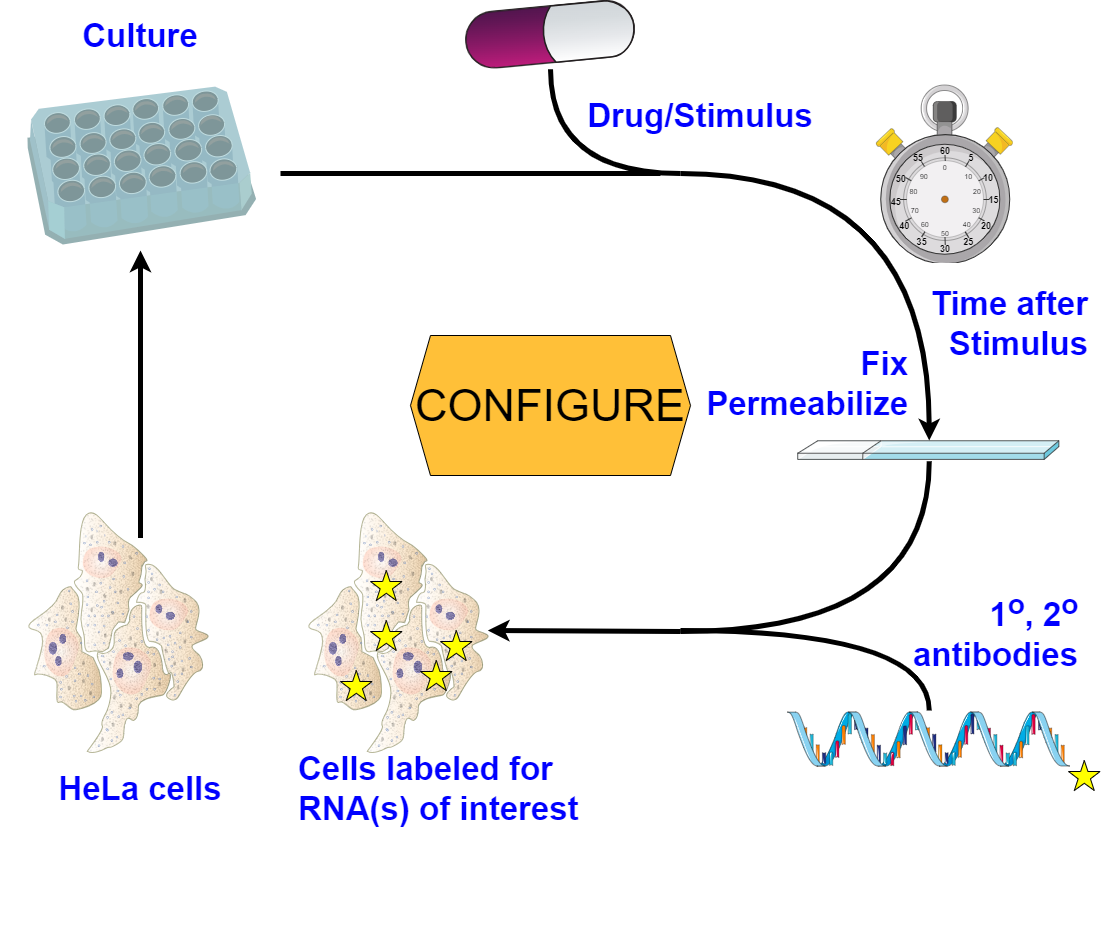 Culture
Drug/Stimulus
60
55
5
50
10
45
15
40
20
35
25
30
0
90
10
80
20
70
30
60
40
50
Time after
Stimulus
Fix
Permeabilize
CONFIGURE
1º, 2º
antibodies
HeLa cells
Cells labeled for
RNA(s) of interest